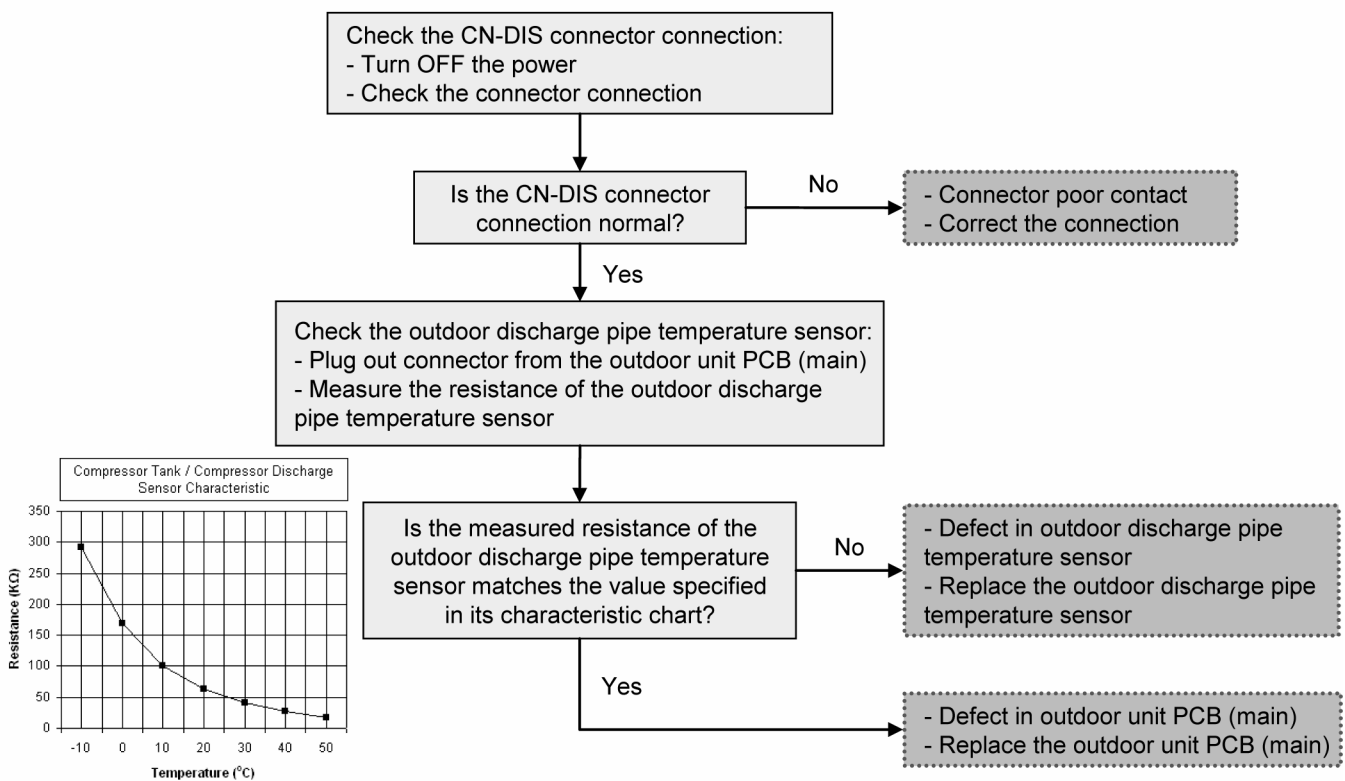 Check the CN-DIS connector connection:
- Turn OFF the power
- Check the connector connection
Is the CN-DIS connector
connection normal?
No
- Connector poor contact
- Correct the connection
Yes
Check the outdoor discharge pipe temperature sensor:
- Plug out connector from the outdoor unit PCB (main)
- Measure the resistance of the outdoor discharge
pipe temperature sensor
Compressor Tank / Compressor Discharge
Sensor Characteristic
350
300
250
200
150
100
50
0
Resistance (KΩ)
-10 0 10 20 30 40 50
Temperature (°C)
Is the measured resistance of the
outdoor discharge pipe temperature
sensor matches the value specified
in its characteristic chart?
No
- Defect in outdoor discharge pipe
temperature sensor
- Replace the outdoor discharge pipe
temperature sensor
Yes
- Defect in outdoor unit PCB (main)
- Replace the outdoor unit PCB (main)